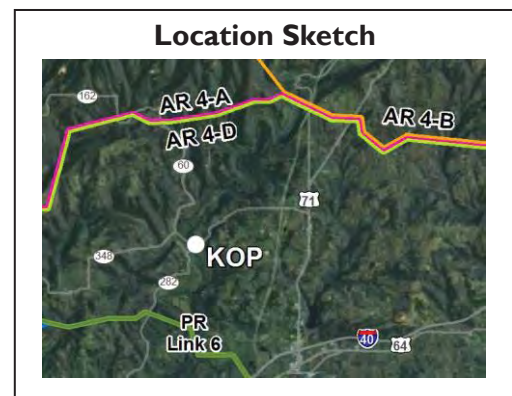 Location Sketch
162
AR 4-A
AR 4-D
AR 4-B
60
71
KOP
348
282
PR
Link 6
40
64